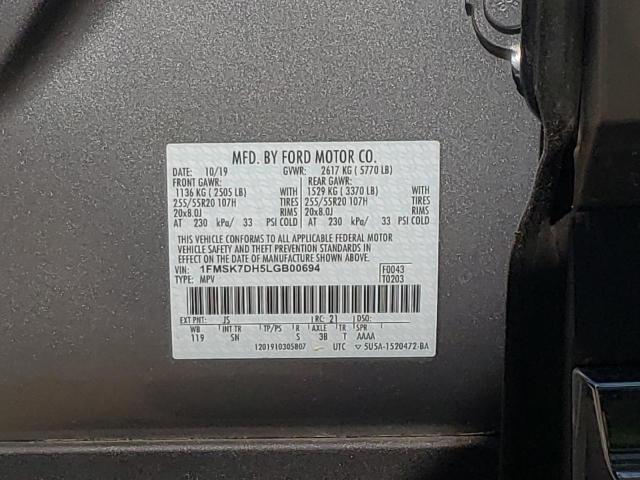 MFD. BY FORD MOTOR CO.
DATE: 10/19 GVWR: 2617 KG ( 5770 LB)
FRONT GAWR: REAR GAWR:
1136 KG ( 2505 LB) WITH 1529 KG ( 3370 LB) WITH
255/55R20 107H TIRES 255/55R20 107H TIRES
20x8.0J RIMS 20x8.0J RIMS
AT 230 kPa/ 33 PSI COLD AT 230 kPa/ 33 PSI COLD
THIS VEHICLE CONFORMS TO ALL APPLICABLE FEDERAL MOTOR
VEHICLE SAFETY AND THEFT PREVENTION STANDARDS IN
EFFECT ON THE DATE OF MANUFACTURE SHOWN ABOVE.
VIN: 1FMSK7DH5LGB00694 F0043
TYPE: MPV T0203
EXT PNT: JS RC: 21 DSO:
WB INT TR TP/PS R AXLE TR SPR
119 SN S 3B T AAAA
1201910305807 UTC 5U5A-1520472-BA